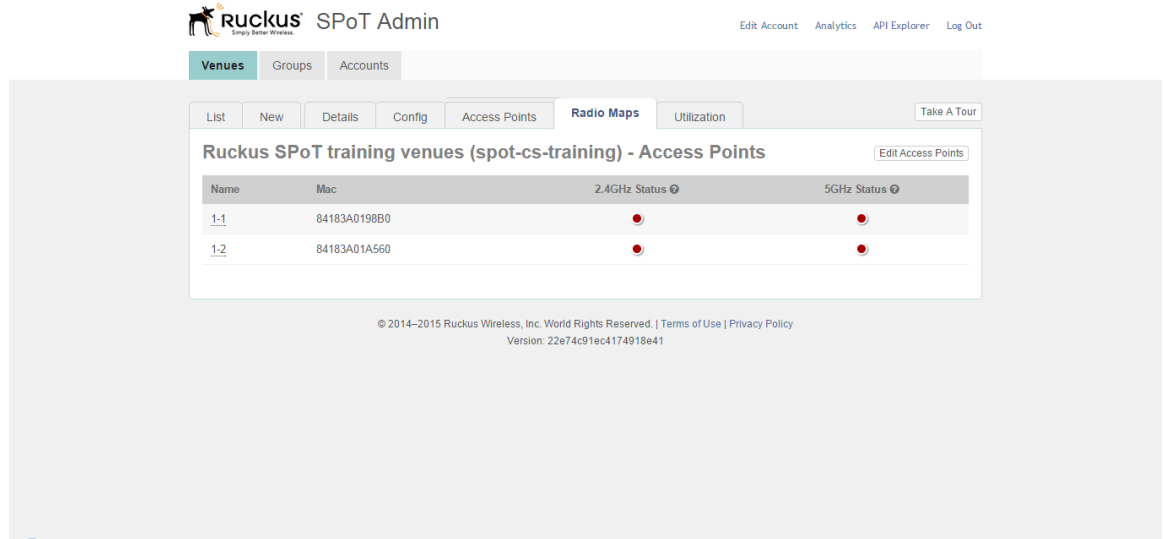 Ruckus SPoT Admin
Simply Better Wireless.
Edit Account Analytics API Explorer Log Out
Venues Groups Accounts
List New Details Config Access Points Radio Maps Utilization Take A Tour
Ruckus SPoT training venues (spot-cs-training) - Access Points Edit Access Points
Name Mac 2.4GHz Status 5GHz Status
1-1 84183A0198B0
1-2 84183A01A560
© 2014–2015 Ruckus Wireless, Inc. World Rights Reserved. | Terms of Use | Privacy Policy
Version: 22e74c91ec4174918e41